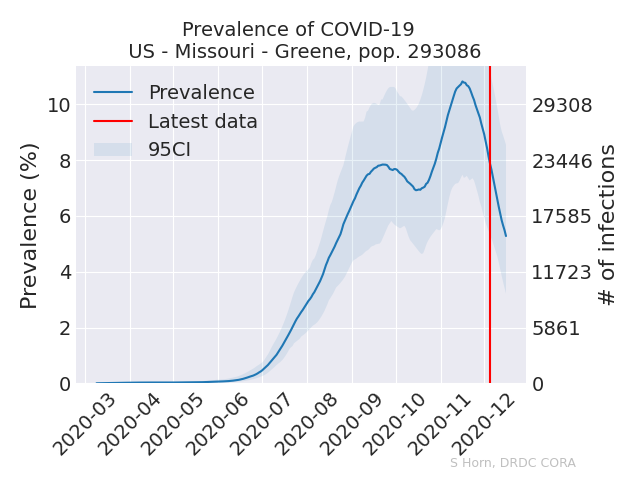 Prevalence of COVID-19
US - Missouri - Greene, pop. 293086
Prevalence
Latest data
95CI
Prevalence (%)
10
8
6
4
2
0
29308
23446
17585
11723
5861
0
# of infections
2020-03
2020-04
2020-05
2020-06
2020-07
2020-08
2020-09
2020-10
2020-11
2020-12
S Horn, DRDC CORA